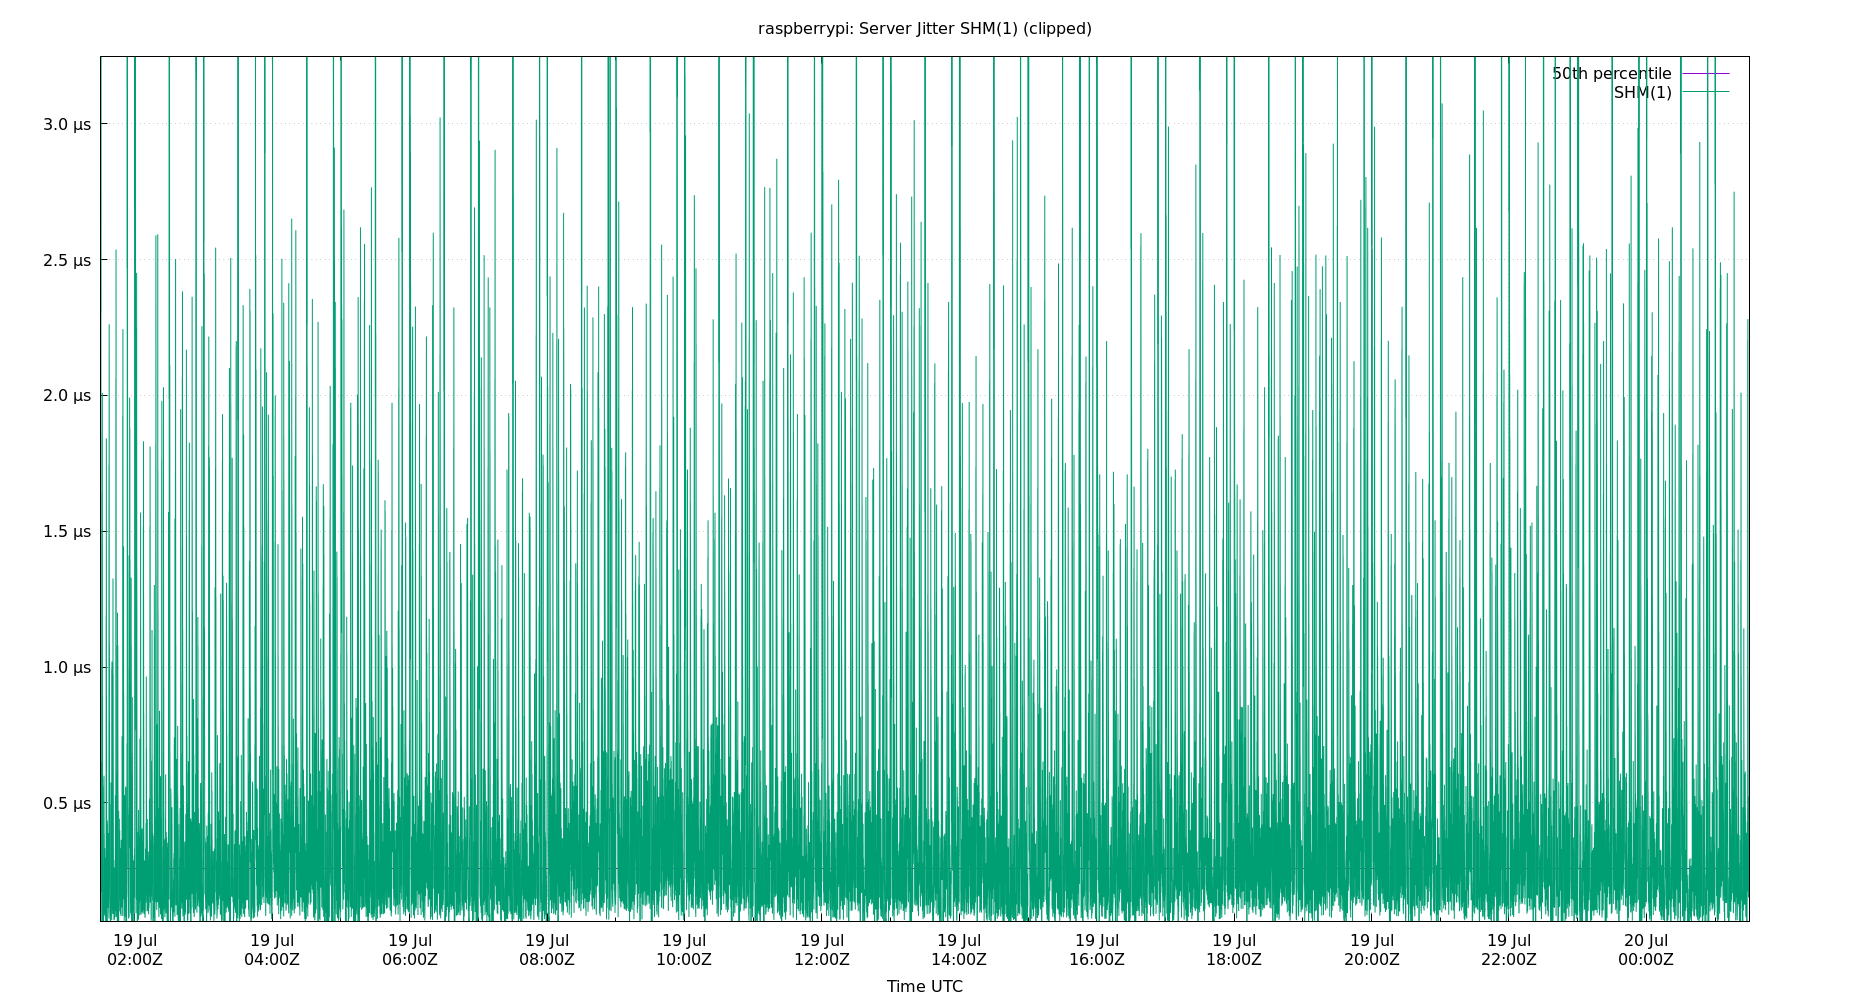 raspberrypi: Server Jitter SHM(1) (clipped)
50th percentile
SHM(1)
3.0 μs
2.5 μs
2.0 μs
1.5 μs
1.0 μs
0.5 μs
19 Jul 19 Jul 19 Jul 19 Jul 19 Jul 19 Jul 19 Jul 19 Jul 19 Jul 19 Jul 19 Jul 20 Jul
02:00Z 04:00Z 06:00Z 08:00Z 10:00Z 12:00Z 14:00Z 16:00Z 18:00Z 20:00Z 22:00Z 00:00Z
Time UTC